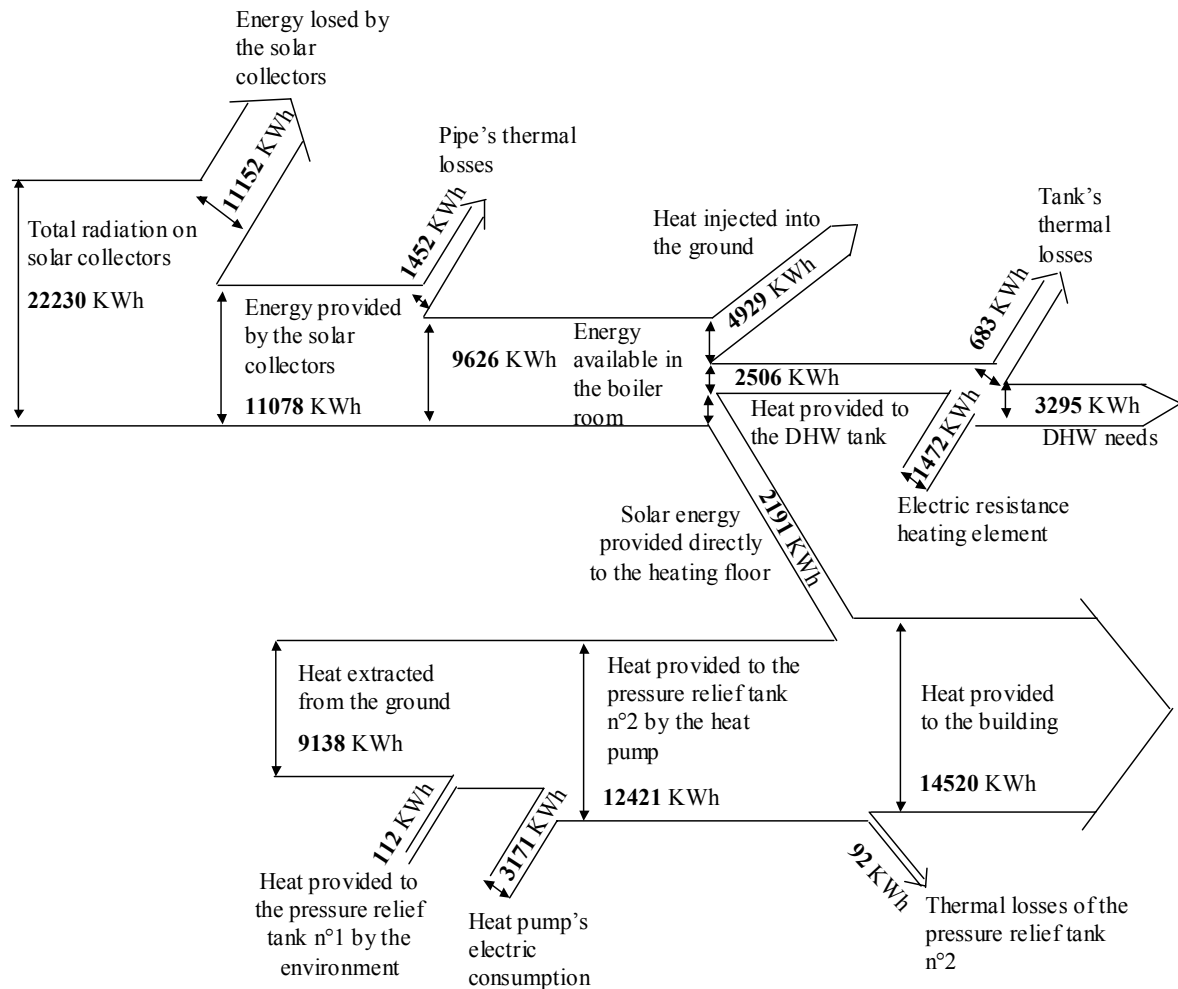 Energy losed by
the solar
collectors
11152 KWh
Pipe’s thermal
losses
1452 KWh
Total radiation on
solar collectors
22230 KWh
Heat injected into
the ground
4929 KWh
Tank’s
thermal
losses
683 KWh
Energy provided
by the solar
collectors
11078 KWh
9626 KWh
Energy
available in
the boiler
room
2506 KWh
Heat provided to
the DHW tank
3295 KWh
DHW needs
1472 KWh
Electric resistance
heating element
Solar energy
provided directly
to the heating floor
2191 KWh
Heat extracted
from the ground
9138 KWh
Heat provided to the
pressure relief tank
n°2 by the heat
pump
12421 KWh
Heat provided
to the building
14520 KWh
112 KWh
Heat provided to
the pressure relief
tank n°1 by the
environment
3171 KWh
Heat pump’s
electric
consumption
92 KWh
Thermal losses of the
pressure relief tank
n°2